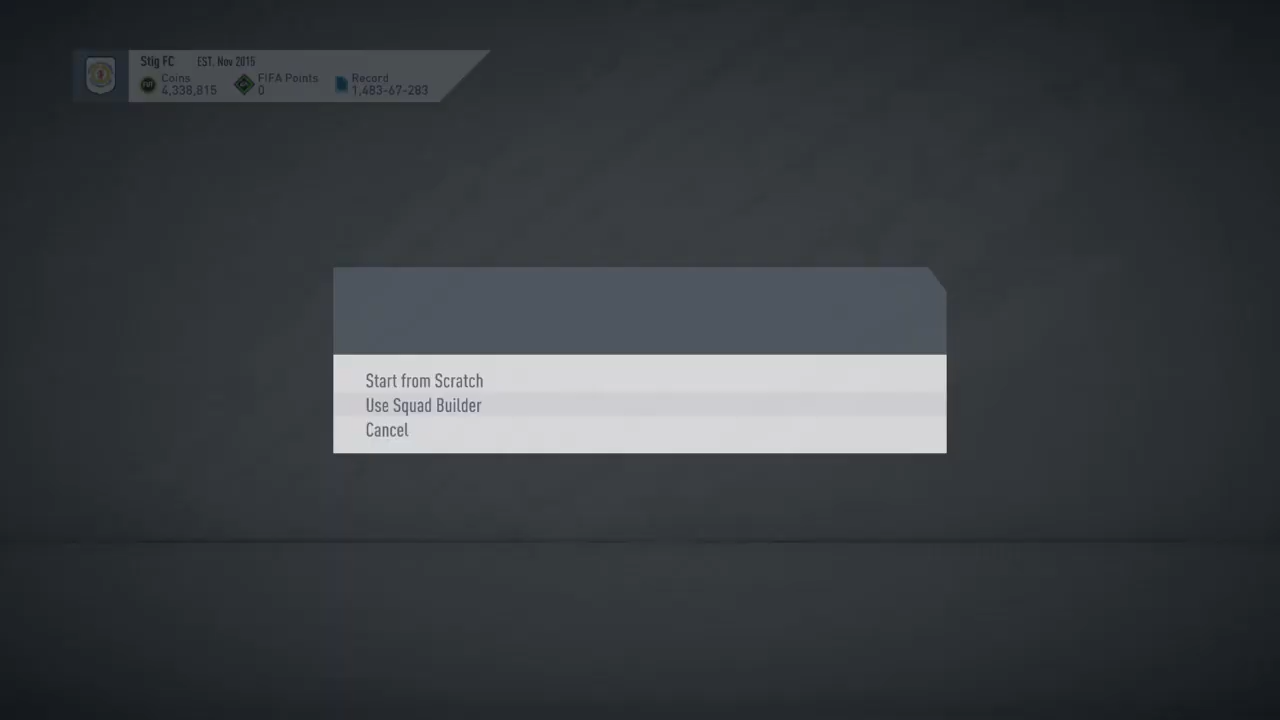 Stig FC EST. Nov 2015
Coins FIFA Points Record
4,338,815 0 1,483-67-283
Start from Scratch
Use Squad Builder
Cancel